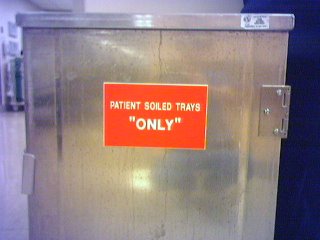 PATIENT SOILED TRAYS
"ONLY"